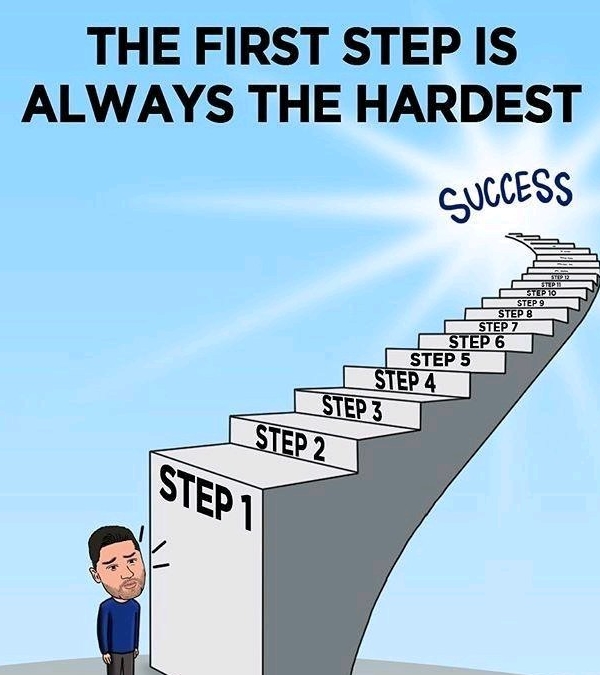 THE FIRST STEP IS
ALWAYS THE HARDEST
SUCCESS
STEP 12
STEP 11
STEP 10
STEP 9
STEP 8
STEP 7
STEP 6
STEP 5
STEP 4
STEP 3
STEP 2
STEP 1